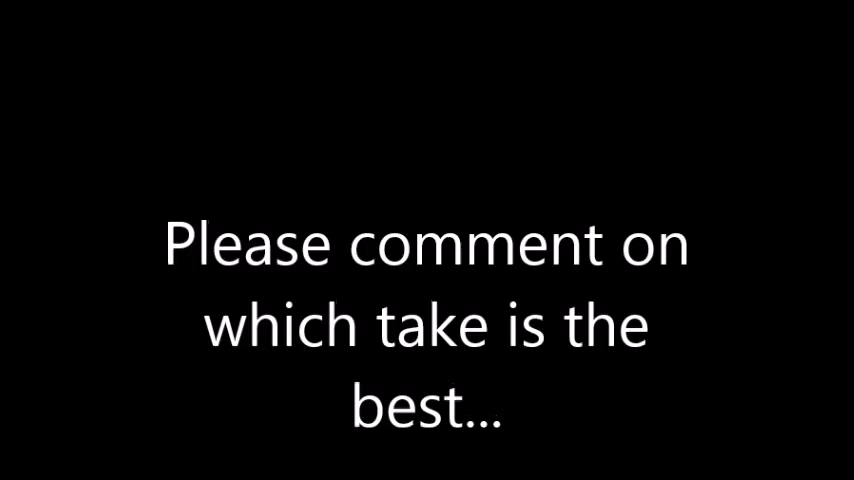 Please comment on
which take is the
best...